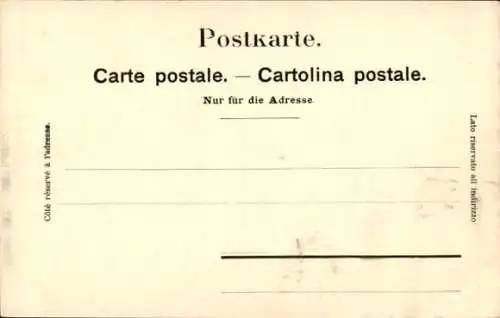 Postkarte.
Carte postale. — Cartolina postale.
Nur für die Adresse
Côté réservé à l'adresse.
Lato riservato all indirizzo